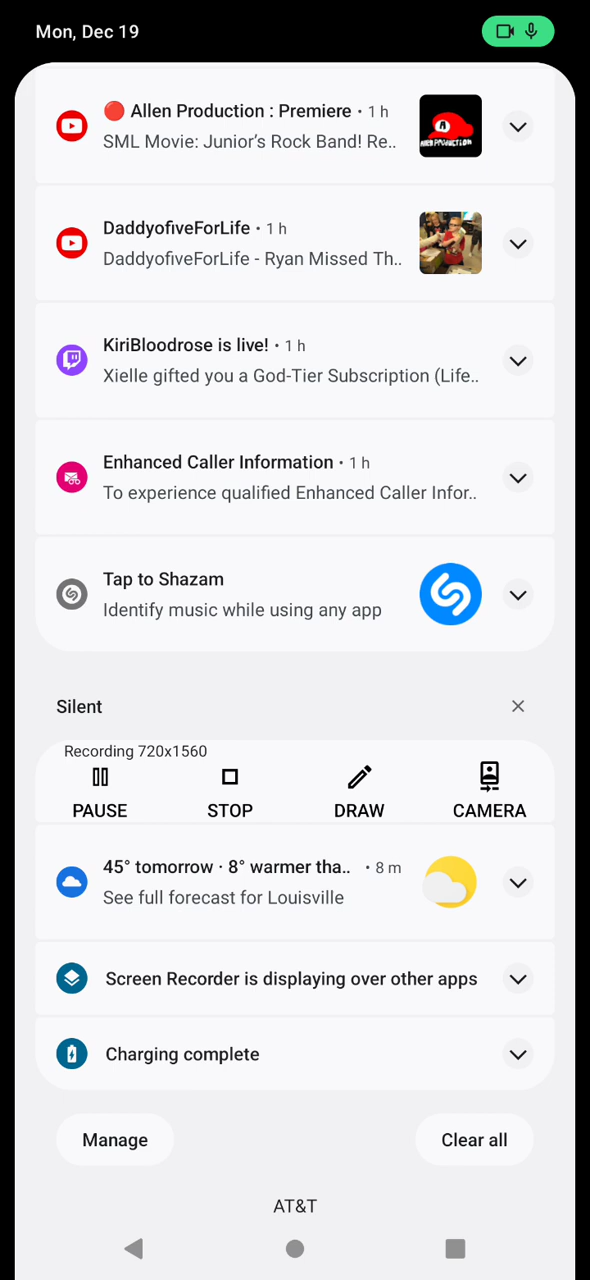 Mon, Dec 19
🔴 Allen Production : Premiere • 1 h
SML Movie: Junior’s Rock Band! Re..
A
ALLEN PRODUCTION
DaddyofiveForLife • 1 h
DaddyofiveForLife - Ryan Missed Th..
KiriBloodrose is live! • 1 h
Xielle gifted you a God-Tier Subscription (Life..
Enhanced Caller Information • 1 h
To experience qualified Enhanced Caller Infor..
Tap to Shazam
Identify music while using any app
Silent
Recording 720x1560
PAUSE STOP DRAW CAMERA
45° tomorrow · 8° warmer tha.. • 8 m
See full forecast for Louisville
Screen Recorder is displaying over other apps
Charging complete
Manage Clear all
AT&T